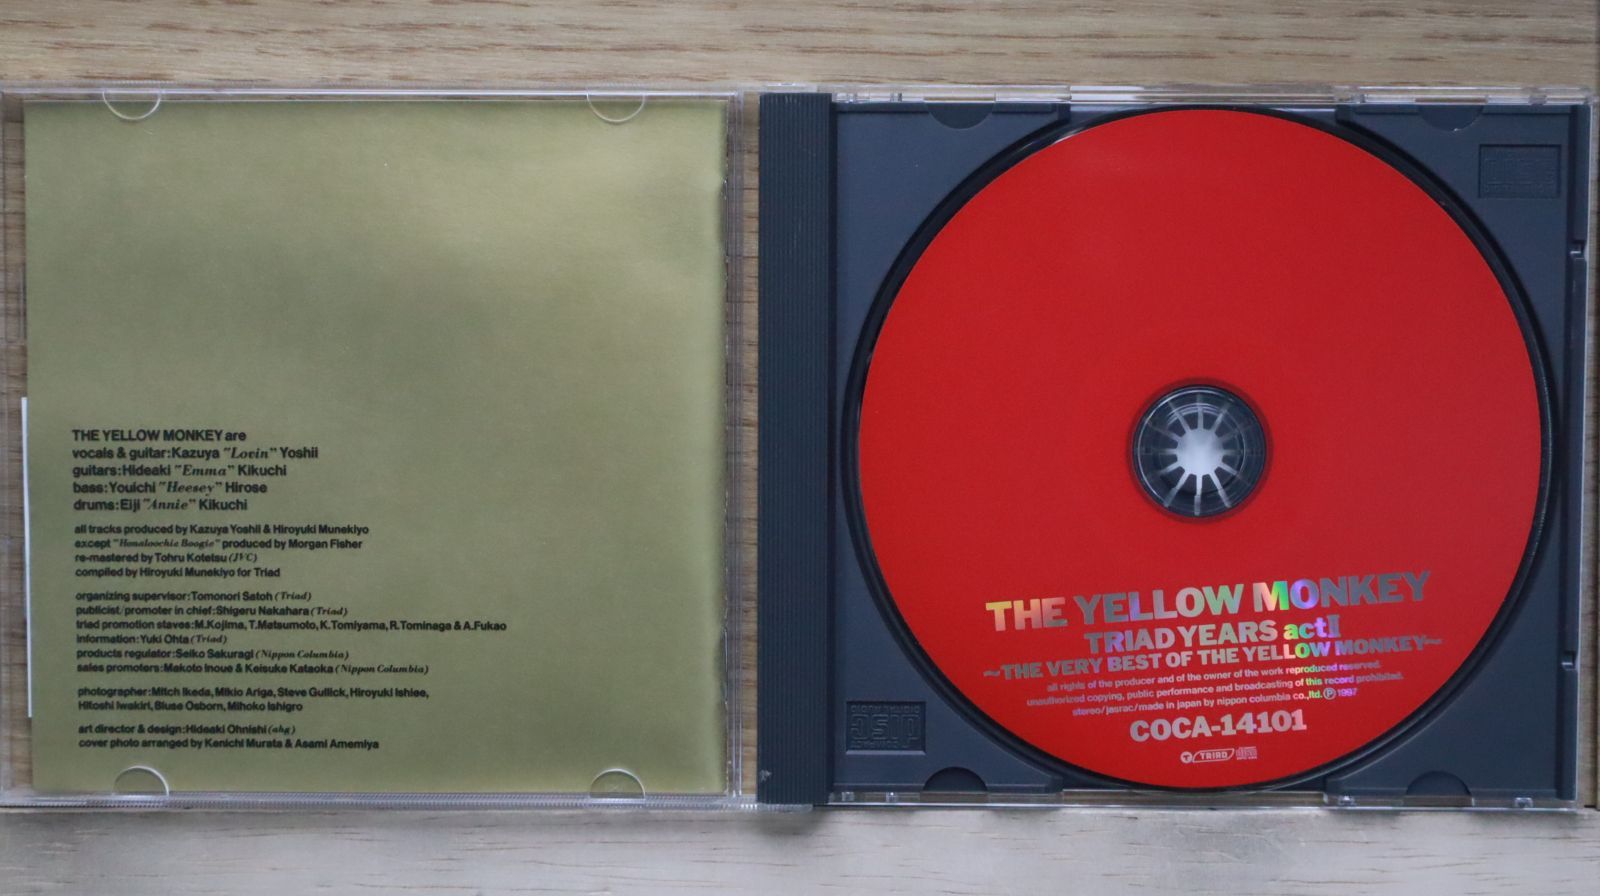 THE YELLOW MONKEY are
vocals & guitar:Kazuya "Lovin" Yoshii
guitars:Hideaki "Emma" Kikuchi
bass:Youichi "Heesey" Hirose
drums:Eiji "Annie" Kikuchi
all tracks produced by Kazuya Yoshii & Hiroyuki Munekiyo
except "Honaloochie Boogie" produced by Morgan Fisher
re-mastered by Tohru Kotetsu (JVC)
compiled by Hiroyuki Munekiyo for Triad
organizing supervisor:Tomonori Satoh (Triad)
publicist/promoter in chief:Shigeru Nakahara (Triad)
triad promotion staves:M.Kojima, T.Matsumoto, K.Tomiyama, R.Tominaga & A.Fukao
information:Yuki Ohta (Triad)
products regulator:Seiko Sakuragi (Nippon Columbia)
sales promoters:Makoto Inoue & Keisuke Kataoka (Nippon Columbia)
photographer:Mitch Ikeda, Mikio Ariga, Steve Gullick, Hiroyuki Ishiee,
Hitoshi Iwakiri, Bluse Osborn, Mihoko Ishigro
art director & design:Hideaki Ohnishi (abg)
cover photo arranged by Kenichi Murata & Asami Amemiya
THE YELLOW MONKEY
TRIAD YEARS actⅡ
~THE VERY BEST OF THE YELLOW MONKEY~
all rights of the producer and of the owner of the work reproduced reserved.
unauthorized copying, public performance and broadcasting of this record prohibited.
stereo/jasrac/made in japan by nippon columbia co.,ltd. Ⓟ 1997
COCA-14101
T TRIAD
COMPACT
DISC
DIGITAL AUDIO